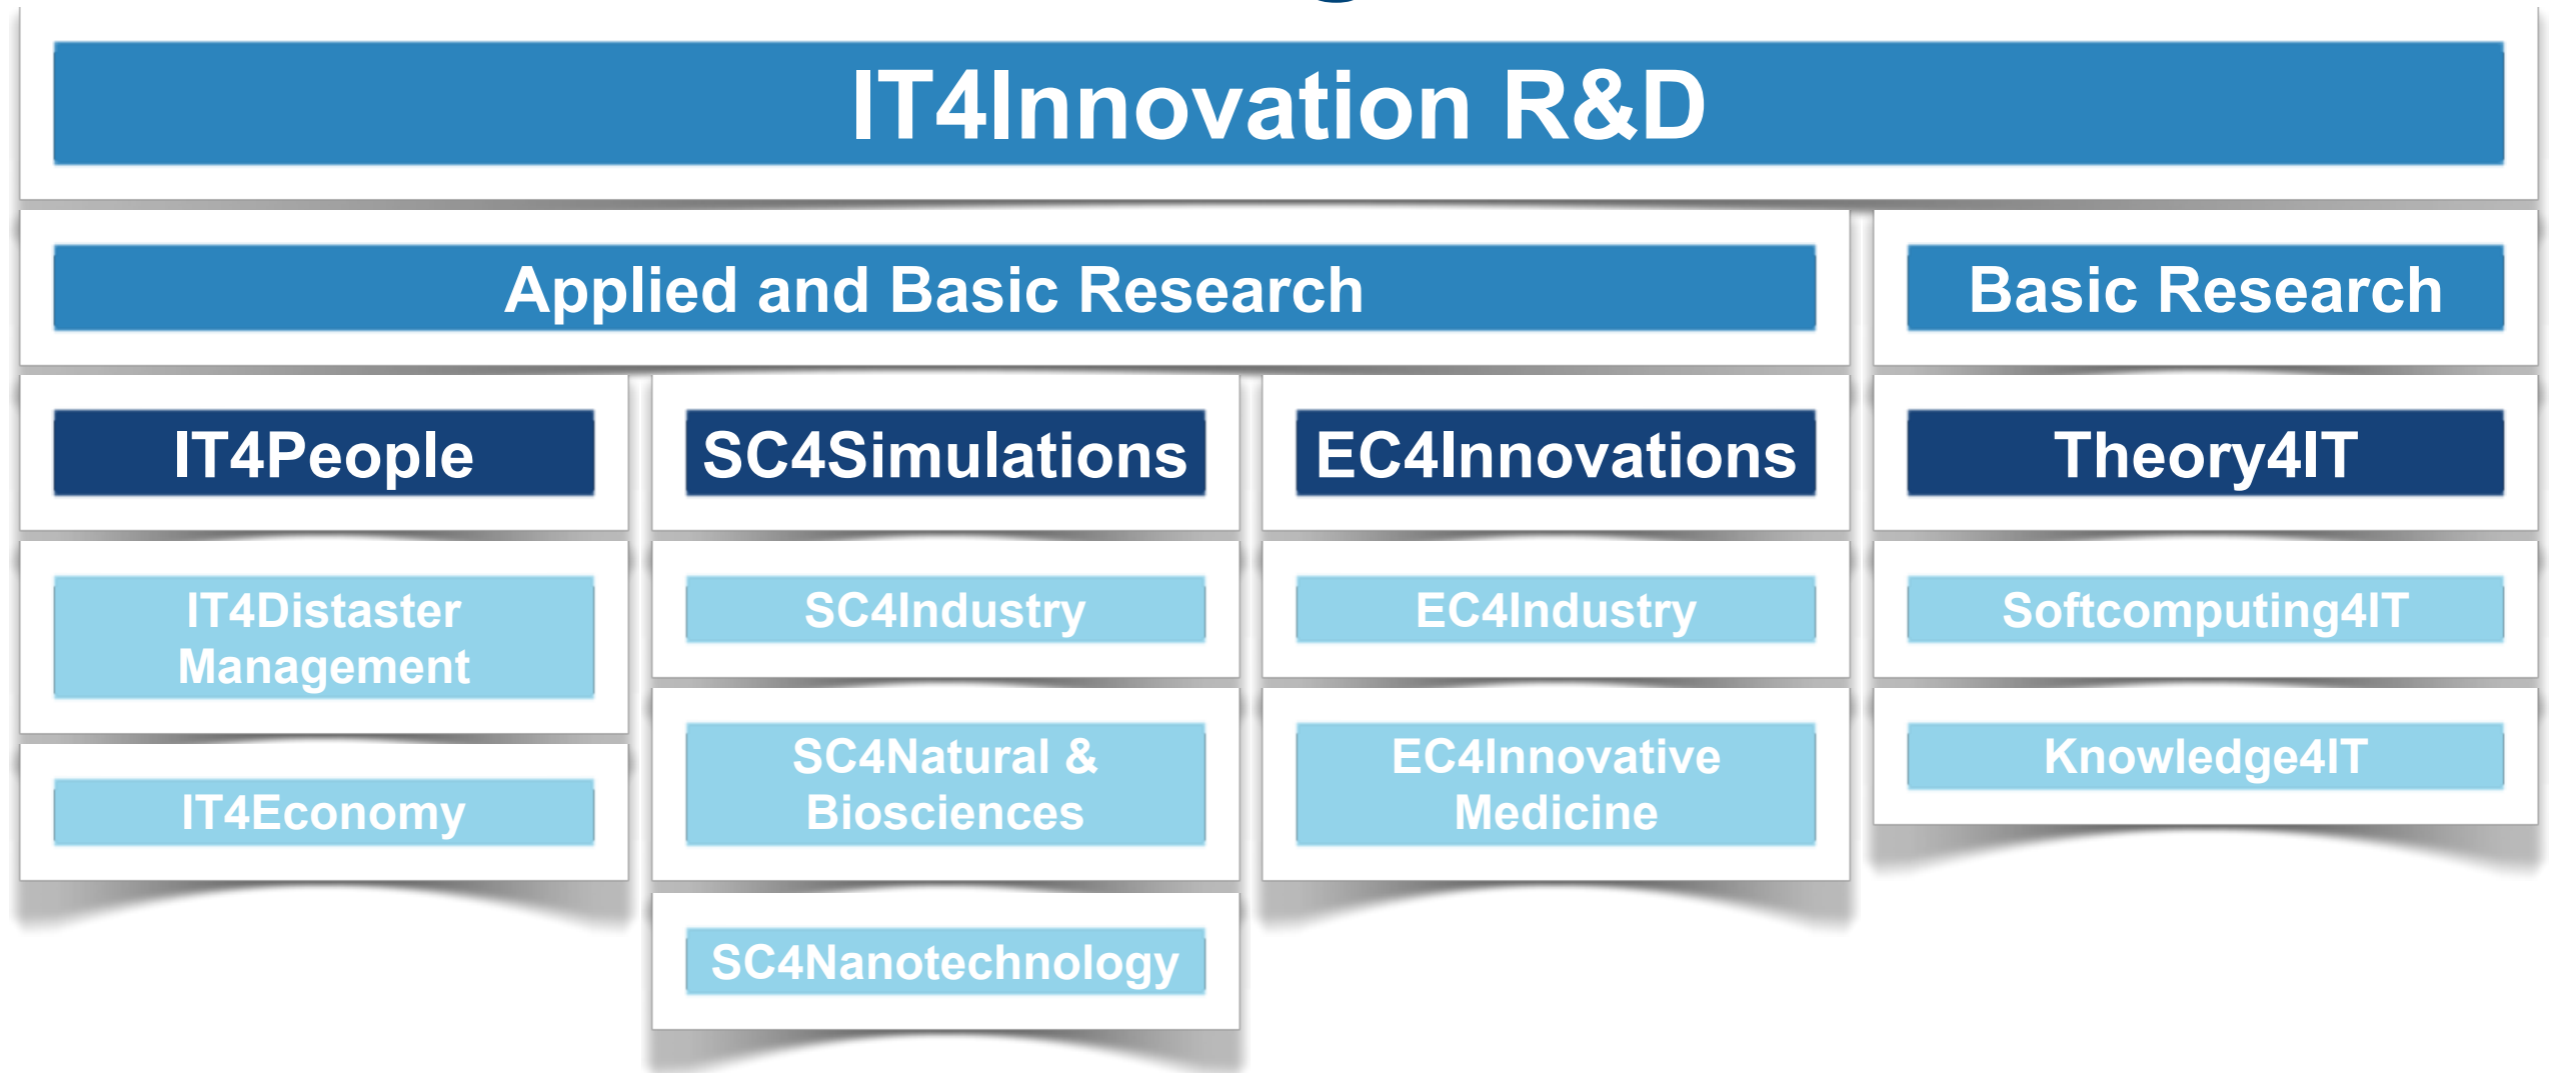 IT4Innovation R&D
Applied and Basic Research
Basic Research
IT4People
SC4Simulations
EC4Innovations
Theory4IT
IT4Distaster
Management
IT4Economy
SC4Industry
SC4Natural &
Biosciences
SC4Nanotechnology
EC4Industry
EC4Innovative
Medicine
Softcomputing4IT
Knowledge4IT